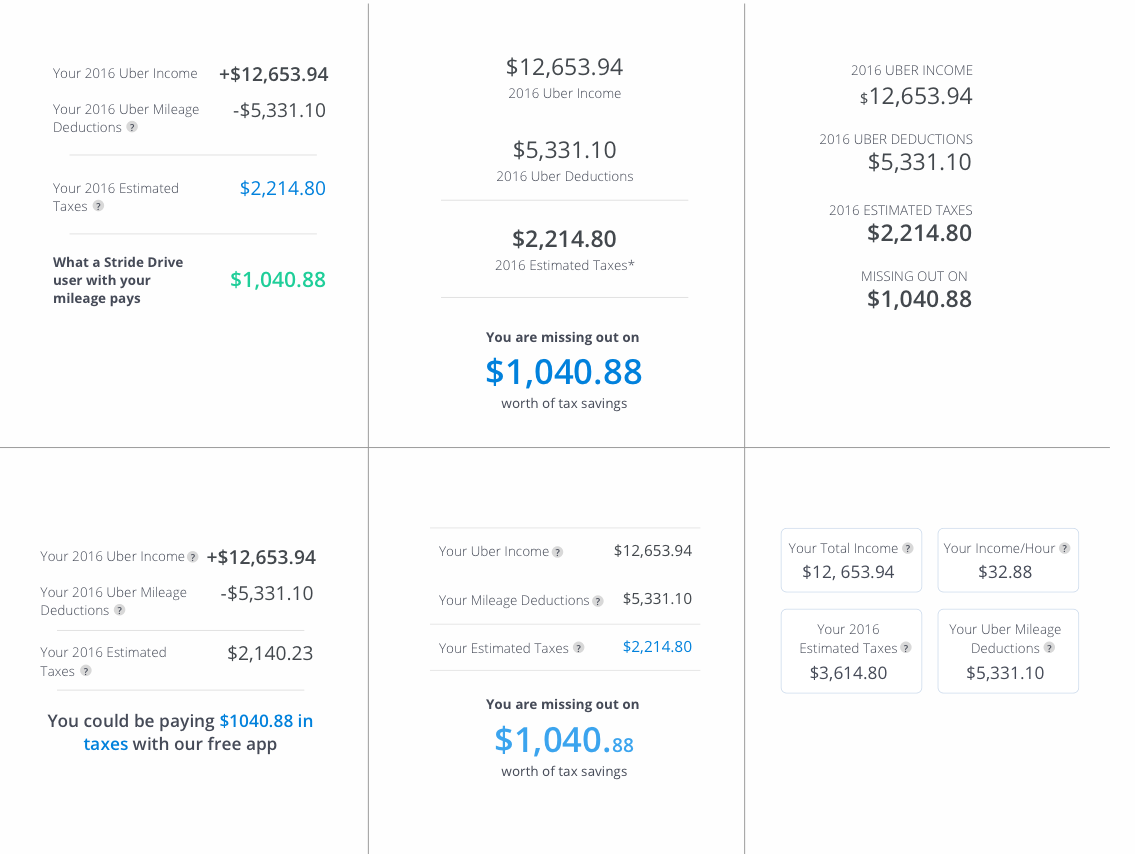 Your 2016 Uber Income +$12,653.94
Your 2016 Uber Mileage -$5,331.10
Deductions ?
Your 2016 Estimated $2,214.80
Taxes ?
What a Stride Drive
user with your $1,040.88
mileage pays
$12,653.94
2016 Uber Income
$5,331.10
2016 Uber Deductions
$2,214.80
2016 Estimated Taxes*
You are missing out on
$1,040.88
worth of tax savings
2016 UBER INCOME
$12,653.94
2016 UBER DEDUCTIONS
$5,331.10
2016 ESTIMATED TAXES
$2,214.80
MISSING OUT ON
$1,040.88
Your 2016 Uber Income ? +$12,653.94
Your 2016 Uber Mileage -$5,331.10
Deductions ?
Your 2016 Estimated $2,140.23
Taxes ?
You could be paying $1040.88 in
taxes with our free app
Your Uber Income ? $12,653.94
Your Mileage Deductions ? $5,331.10
Your Estimated Taxes ? $2,214.80
You are missing out on
$1,040.88
worth of tax savings
Your Total Income ?
$12, 653.94
Your Income/Hour ?
$32.88
Your 2016
Estimated Taxes ?
$3,614.80
Your Uber Mileage
Deductions ?
$5,331.10